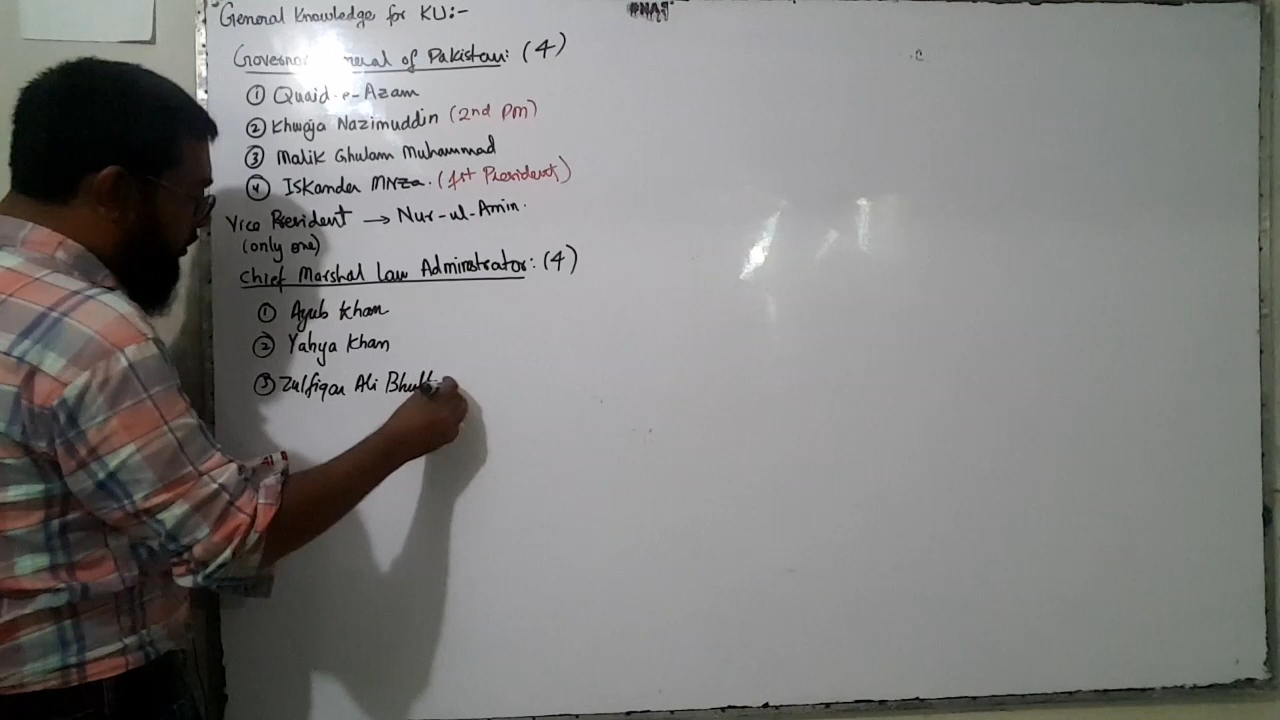 General Knowledge for KU:-
Governor General of Pakistan: (4)
① Quaid-e-Azam
② Khwaja Nazimuddin (2nd PM)
③ Malik Ghulam Muhammad
④ Iskander Mirza. (1st President)
Vice President → Nur-ul-Amin.
(only one)
Chief Marshal Law Adminstrator: (4)
① Ayub Khan
② Yahya Khan
③ Zulfiqar Ali Bhutt